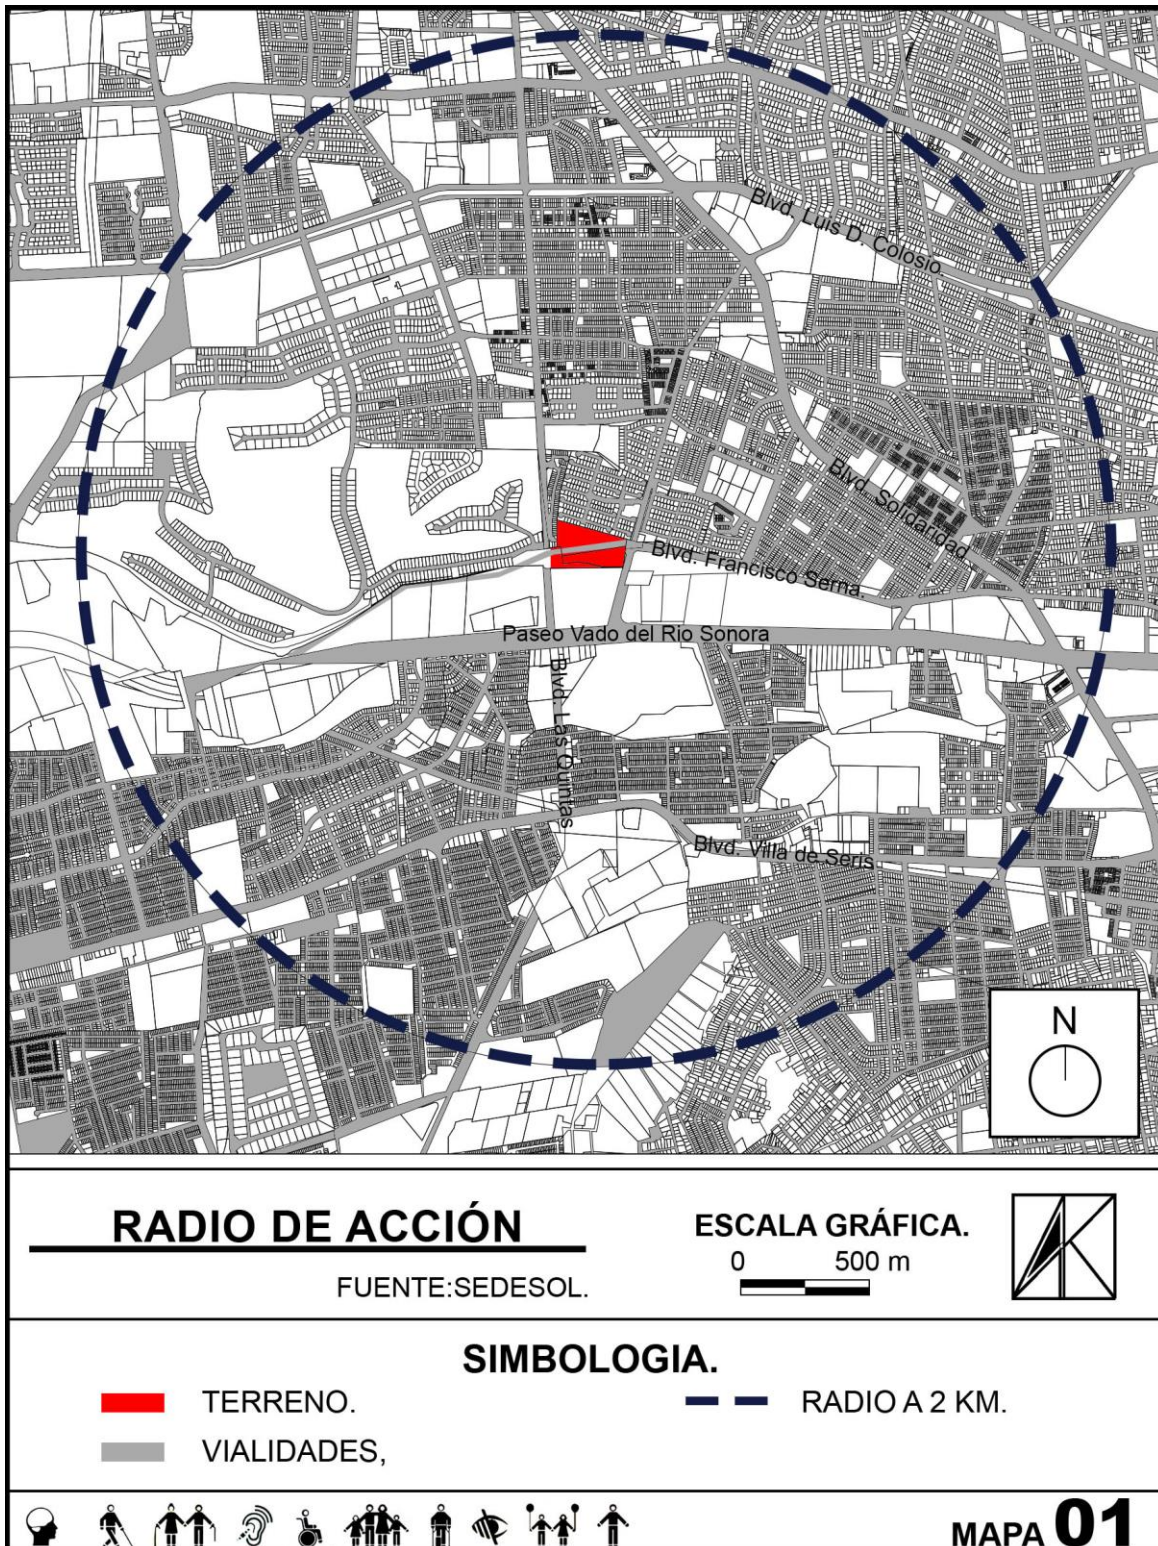 Blvd. Luis D. Colosio.
Blvd. Solidaridad
Blvd. Francisco Serna.
Paseo Vado del Rio Sonora
Blvd. Las Quintas
Blvd. Villa de Seris
N
RADIO DE ACCIÓN
FUENTE:SEDESOL.
ESCALA GRÁFICA.
0 500 m
SIMBOLOGIA.
TERRENO.
RADIO A 2 KM.
VIALIDADES,
MAPA 01